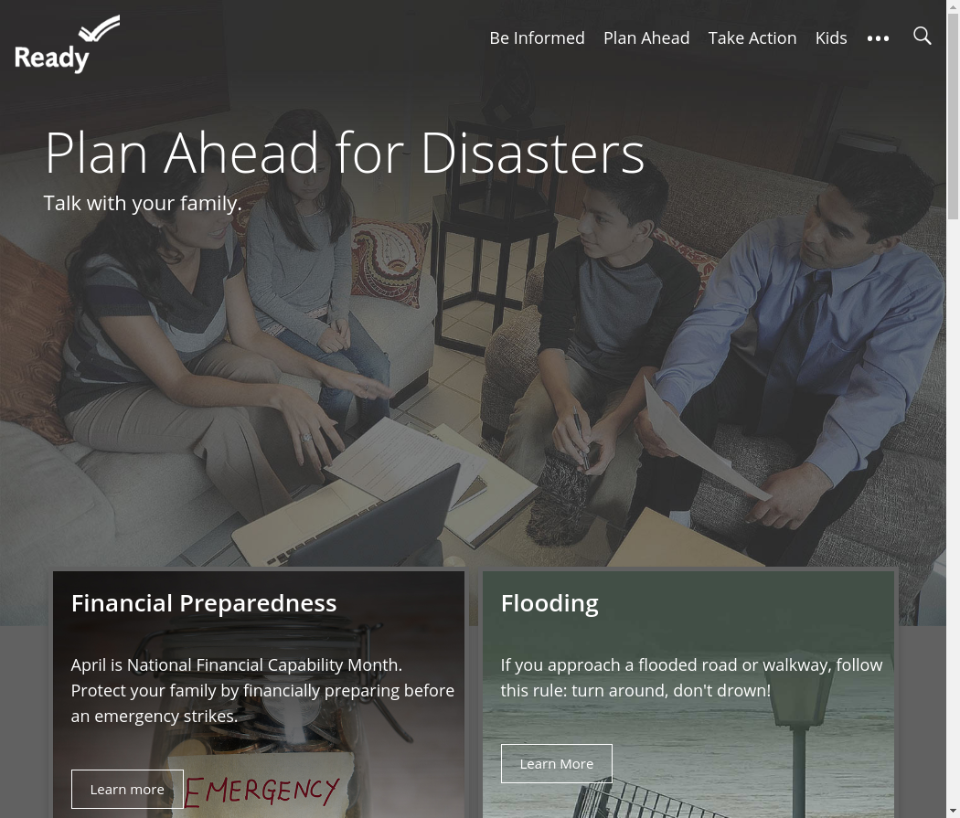 Ready
Be Informed
Plan Ahead
Take Action
Kids
Plan Ahead for Disasters
Talk with your family.
Financial Preparedness
April is National Financial Capability Month.
Protect your family by financially preparing before
an emergency strikes.
Learn more
EMERGENCY
Flooding
If you approach a flooded road or walkway, follow
this rule: turn around, don't drown!
Learn More